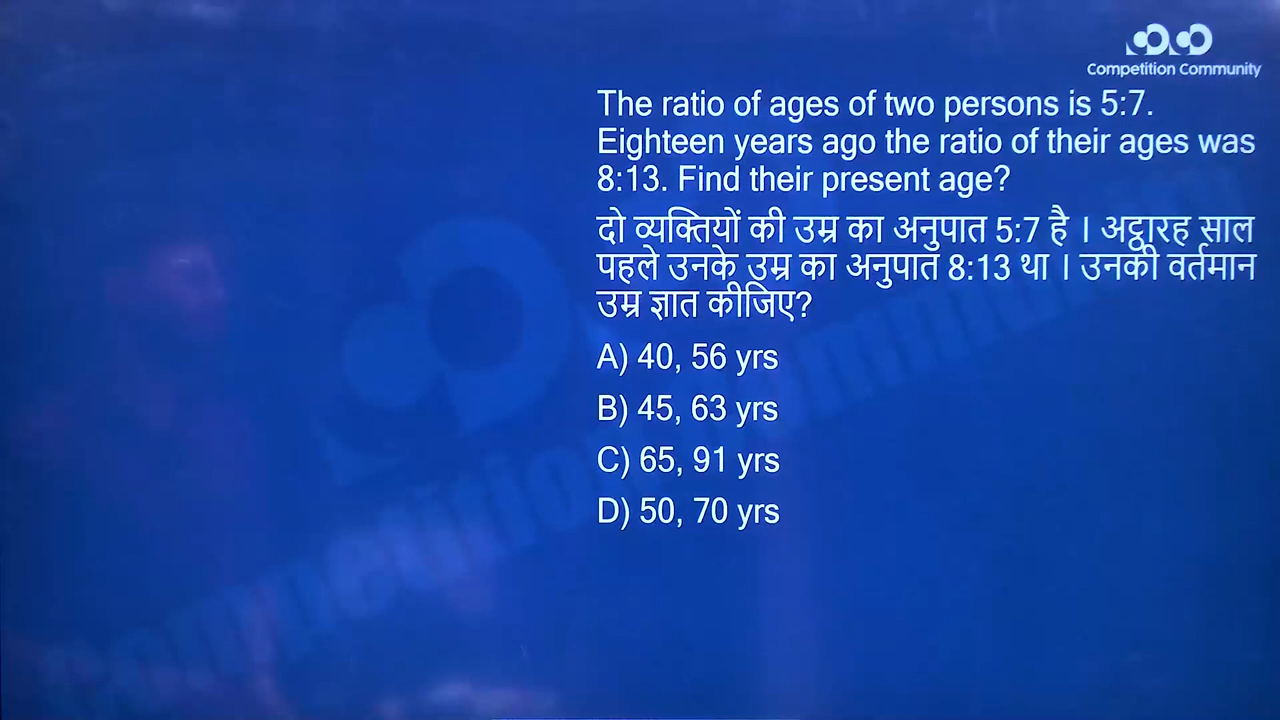 Competition Community
The ratio of ages of two persons is 5:7.
Eighteen years ago the ratio of their ages was
8:13. Find their present age?
दो व्यक्तियों की उम्र का अनुपात 5:7 है । अट्ठारह साल
पहले उनके उम्र का अनुपात 8:13 था । उनकी वर्तमान
उम्र ज्ञात कीजिए?
A) 40, 56 yrs
B) 45, 63 yrs
C) 65, 91 yrs
D) 50, 70 yrs
Competition Community